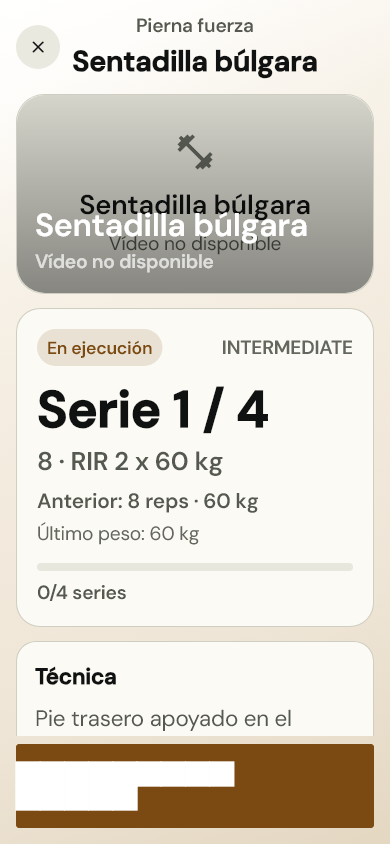 Pierna fuerza
Sentadilla búlgara
Sentadilla búlgara
Sentadilla búlgara
Vídeo no disponible
Vídeo no disponible
En ejecución
INTERMEDIATE
Serie 1 / 4
8 · RIR 2 x 60 kg
Anterior: 8 reps · 60 kg
Último peso: 60 kg
0/4 series
Técnica
Pie trasero apoyado en el